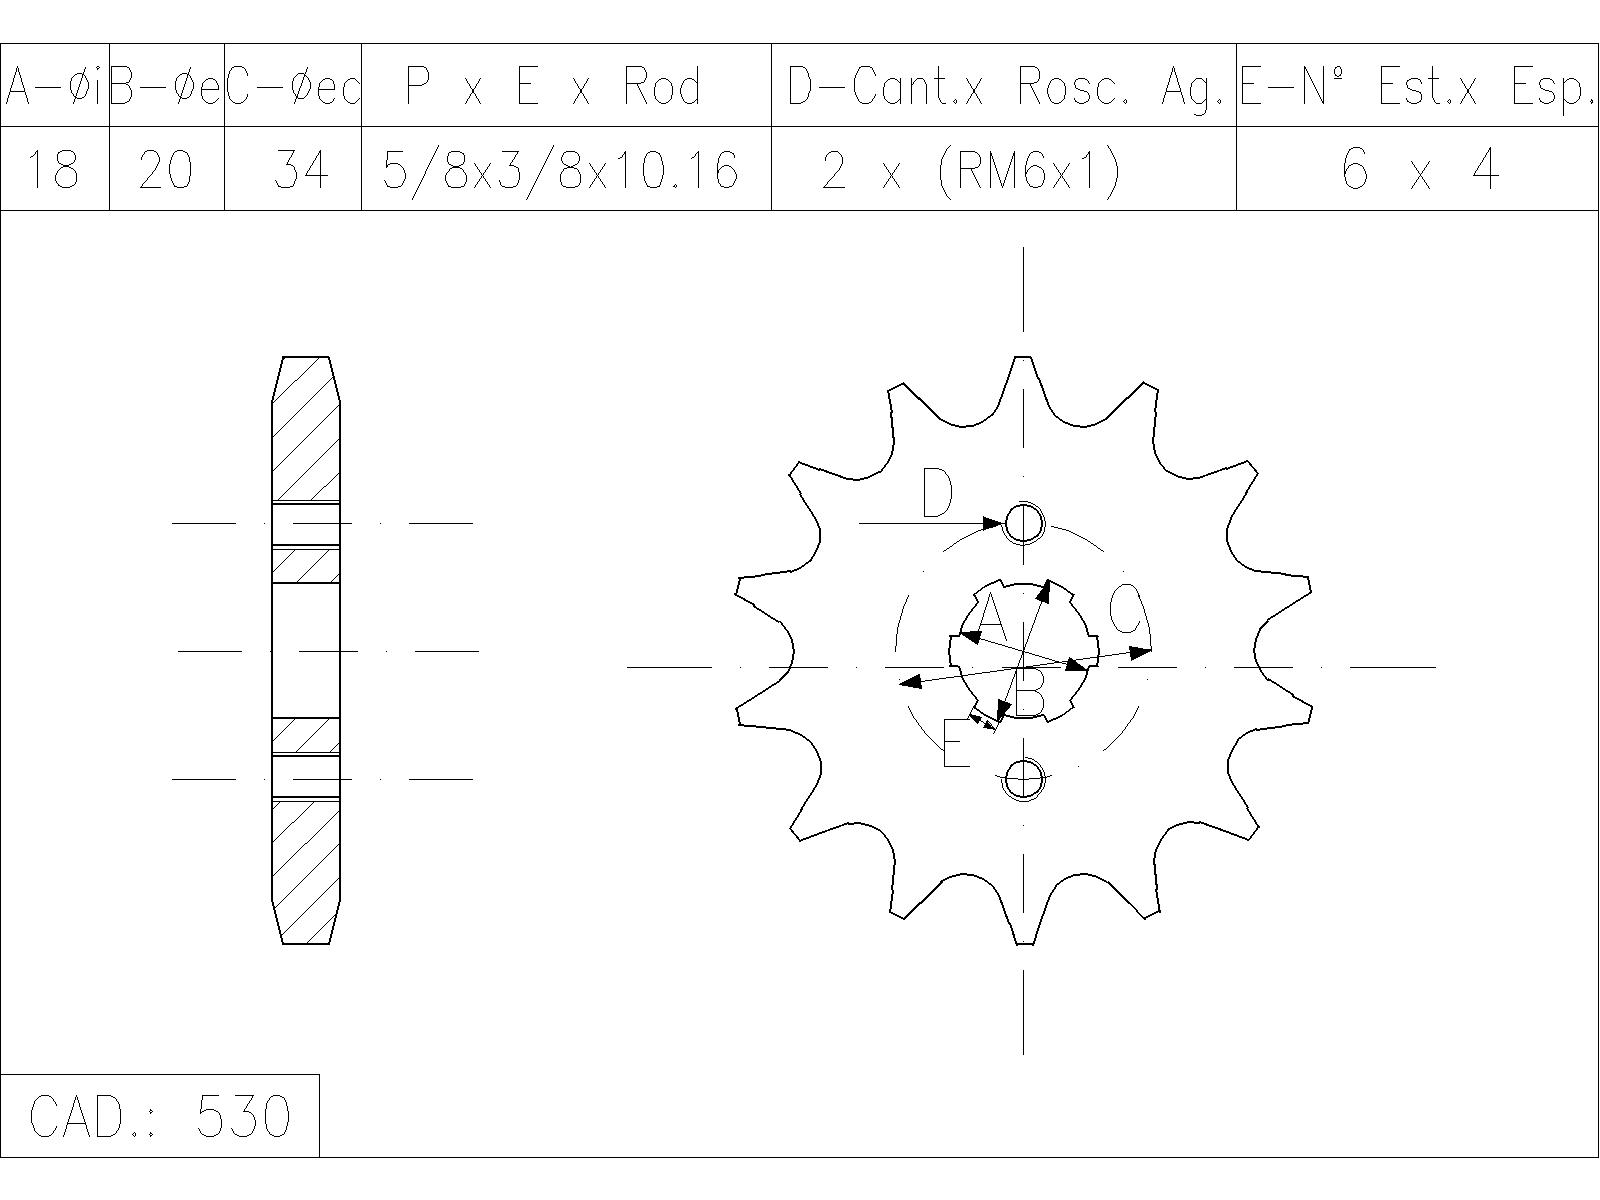 A-øi B-øe C-øec P x E x Rod D-Cant.x Rosc. Ag. E-Nº Est.x Esp.
18 20 34 5/8x3/8x10.16 2 x (RM6x1) 6 x 4
D
A
C
B
E
CAD.: 530